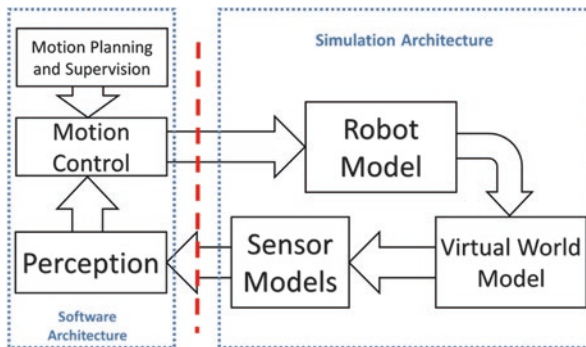 Motion Planning
and Supervision
Motion
Control
Perception
Software
Architecture
Simulation Architecture
Robot
Model
Sensor
Models
Virtual World
Model